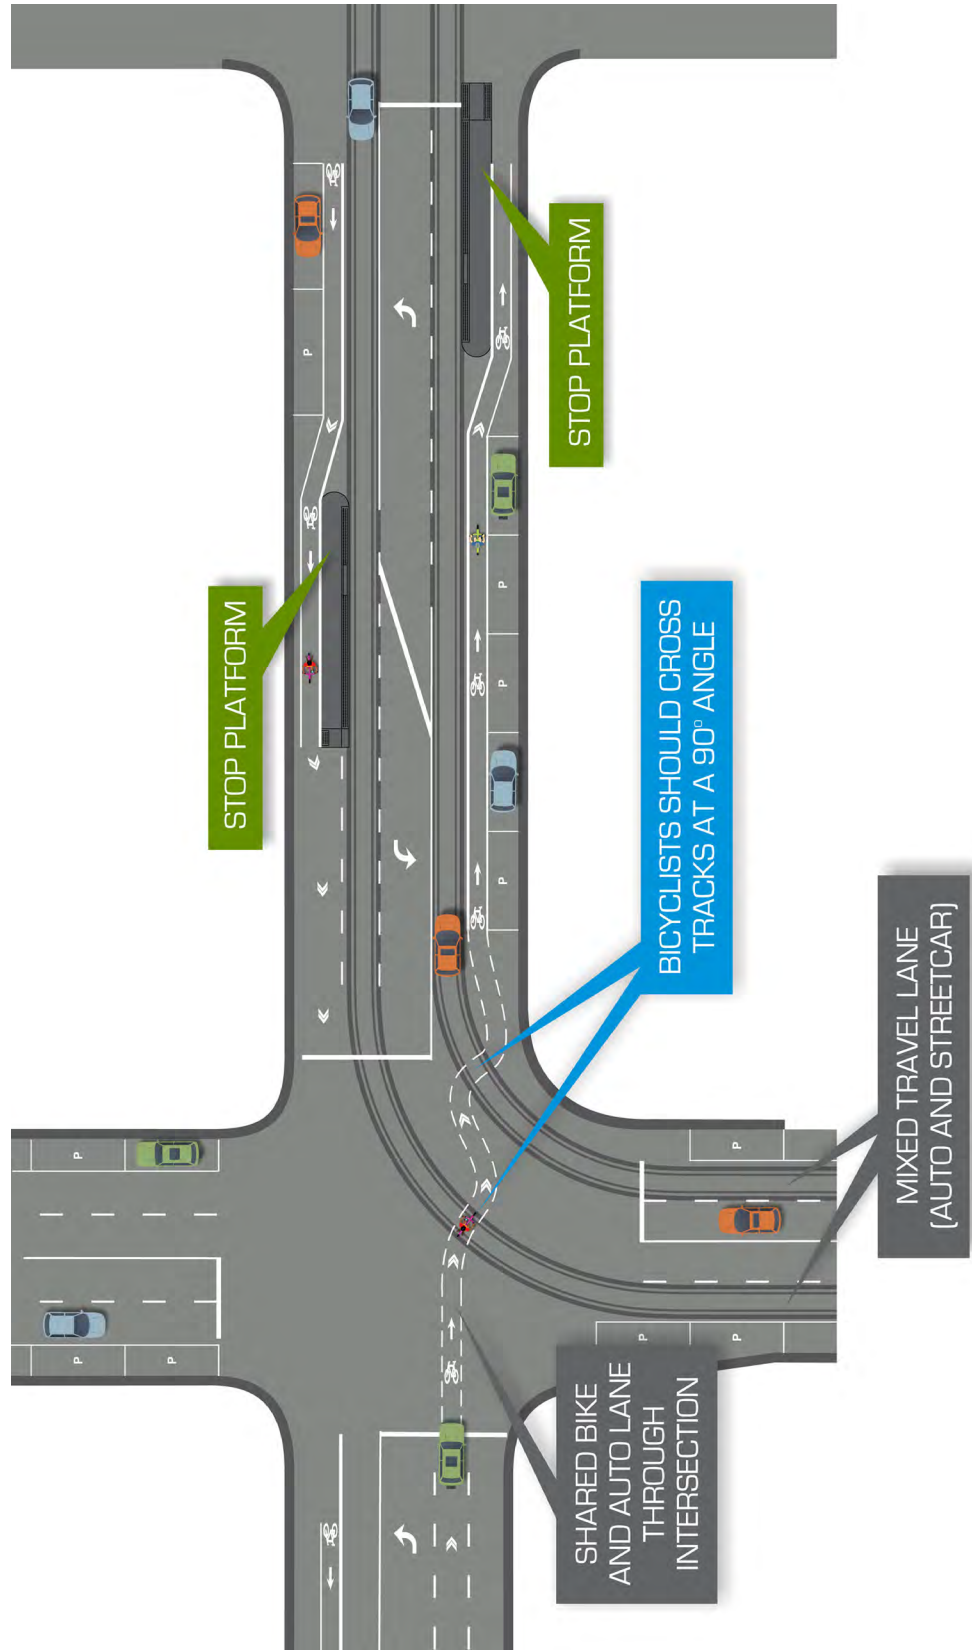 P
P
P
STOP PLATFORM
P
P
P
P
STOP PLATFORM
SHARED BIKE
AND AUTO LANE
THROUGH
INTERSECTION
P
BICYCLISTS SHOULD CROSS
TRACKS AT A 90° ANGLE
P
P
MIXED TRAVEL LANE
(AUTO AND STREETCAR)